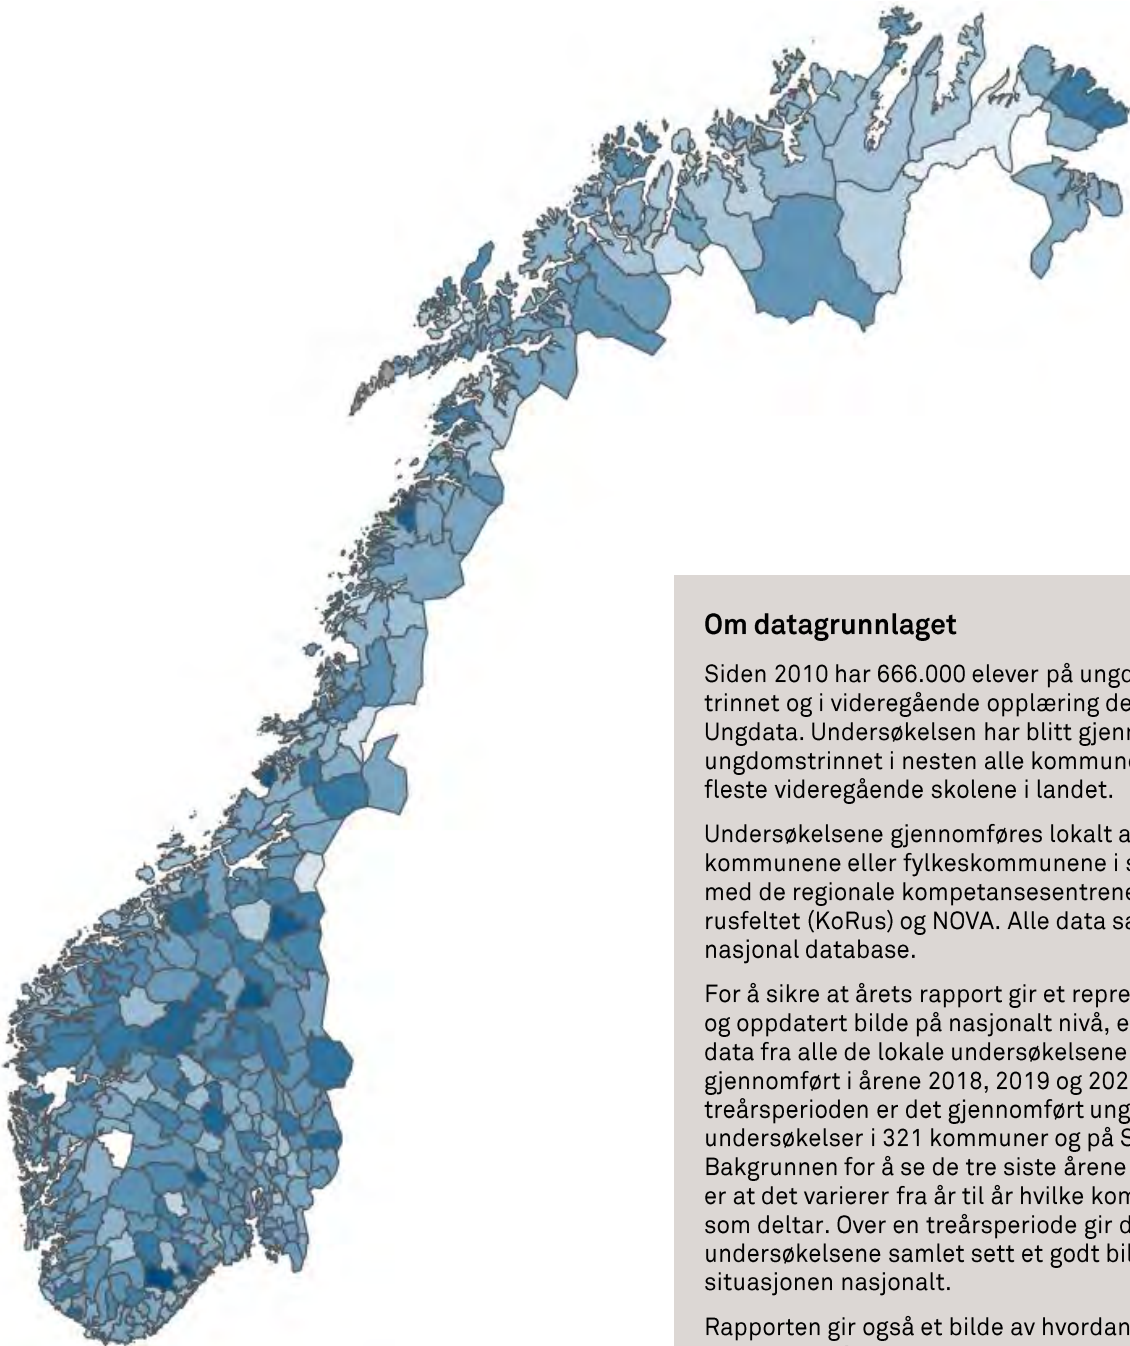 Om datagrunnlaget
Siden 2010 har 666.000 elever på ungd
trinnet og i videregående opplæring de
Ungdata. Undersøkelsen har blitt gjenn
ungdomstrinnet i nesten alle kommune
fleste videregående skolene i landet.
Undersøkelsene gjennomføres lokalt a
kommunene eller fylkeskommunene i s
med de regionale kompetansesentrene
rusfeltet (KoRus) og NOVA. Alle data sa
nasjonal database.
For å sikre at årets rapport gir et repre
og oppdatert bilde på nasjonalt nivå, e
data fra alle de lokale undersøkelsene
gjennomført i årene 2018, 2019 og 202
treårsperioden er det gjennomført ung
undersøkelser i 321 kommuner og på S
Bakgrunnen for å se de tre siste årene
er at det varierer fra år til år hvilke kom
som deltar. Over en treårsperiode gir d
undersøkelsene samlet sett et godt bil
situasjonen nasjonalt.
Rapporten gir også et bilde av hvordan